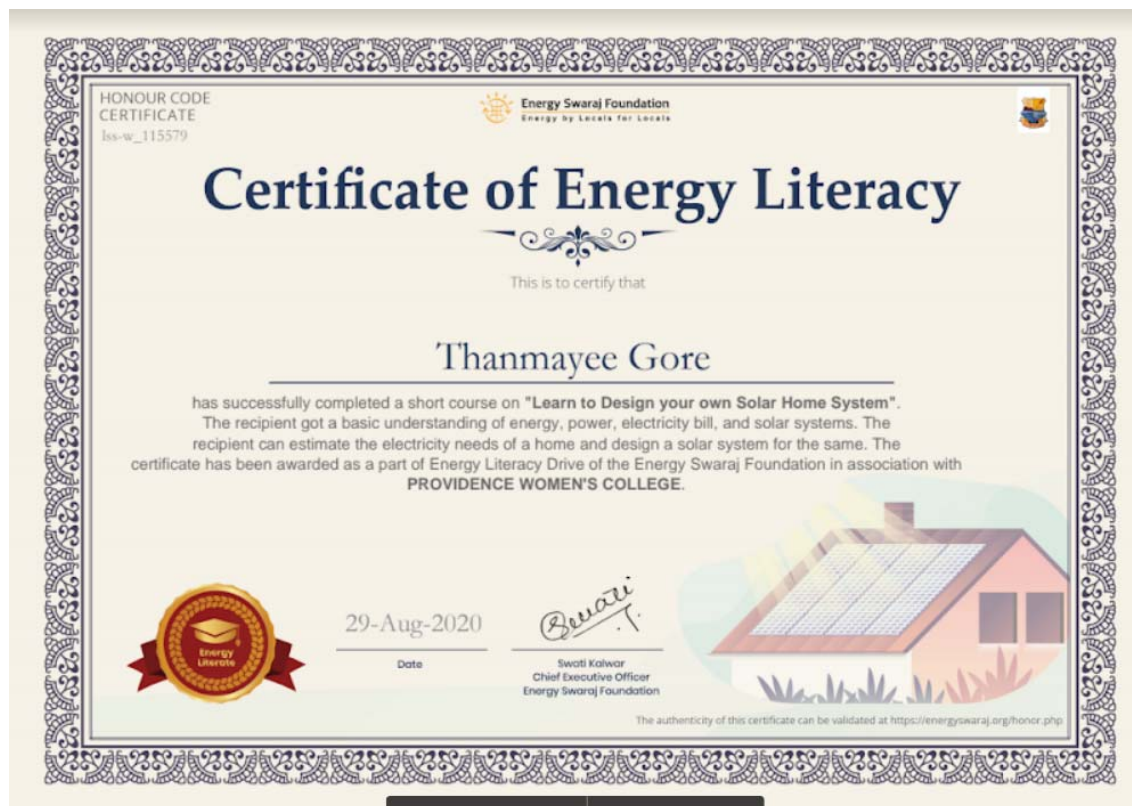 HONOUR CODE
CERTIFICATE
lss-w_115579
Energy Swaraj Foundation
Energy by Locals for Locals
Certificate of Energy Literacy
This is to certify that
Thanmayee Gore
has successfully completed a short course on "Learn to Design your own Solar Home System".
The recipient got a basic understanding of energy, power, electricity bill, and solar systems. The
recipient can estimate the electricity needs of a home and design a solar system for the same. The
certificate has been awarded as a part of Energy Literacy Drive of the Energy Swaraj Foundation in association with
PROVIDENCE WOMEN'S COLLEGE.
Energy
Literate
29-Aug-2020
Date
Swati
Swati Kalwar
Chief Executive Officer
Energy Swaraj Foundation
The authenticity of this certificate can be validated at https://energyswaraj.org/honor.php